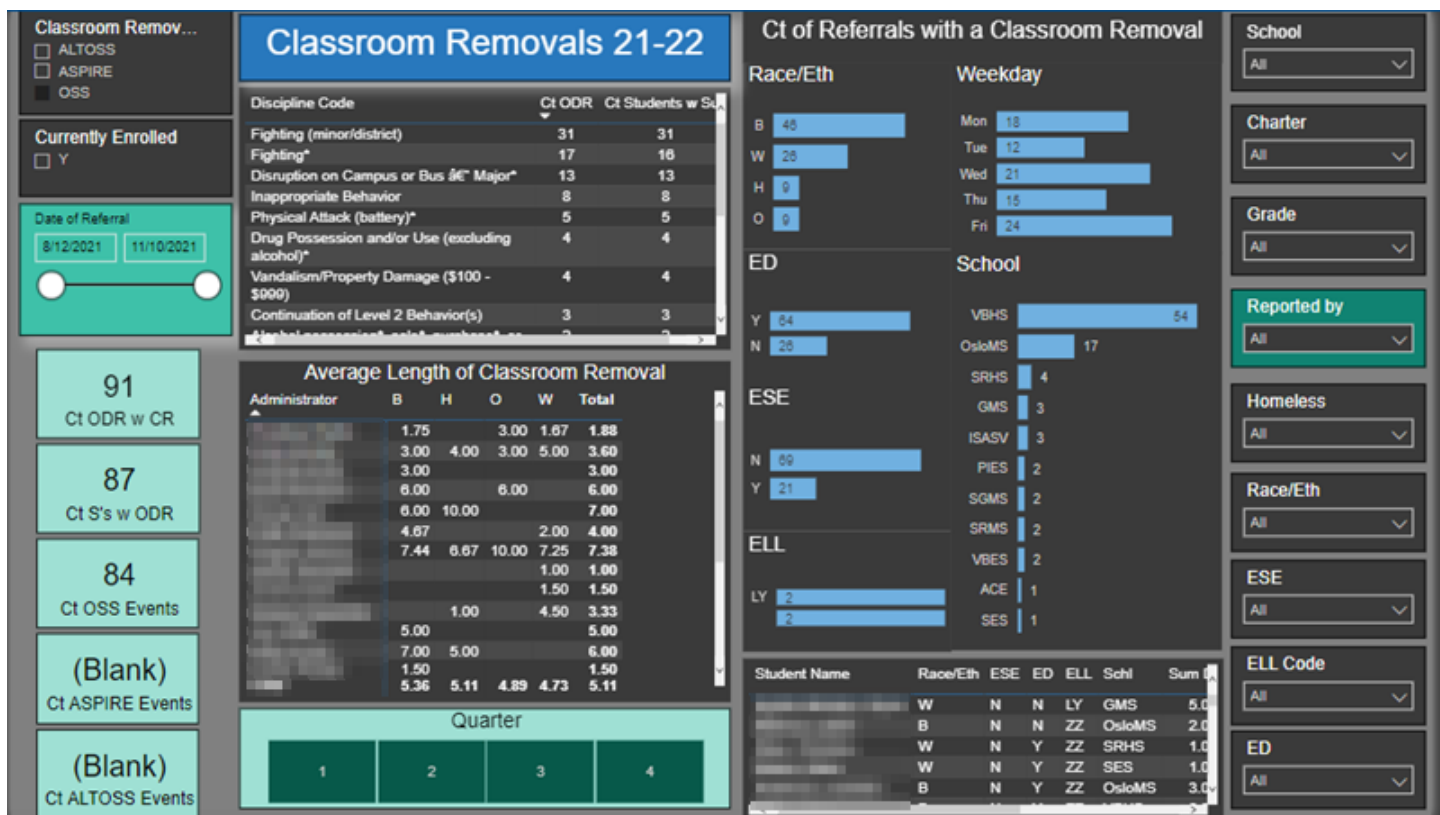 Classroom Remov...
ALTOSS
ASPIRE
OSS
Currently Enrolled
Y
Date of Referral
8/12/2021 11/10/2021
91
Ct ODR w CR
87
Ct S's w ODR
84
Ct OSS Events
(Blank)
Ct ASPIRE Events
(Blank)
Ct ALTOSS Events
Classroom Removals 21-22
Discipline Code Ct ODR Ct Students w Su
Fighting (minor/district) 31 31
Fighting* 17 16
Disruption on Campus or Bus â€" Major* 13 13
Inappropriate Behavior 8 8
Physical Attack (battery)* 5 5
Drug Possession and/or Use (excluding 4 4
alcohol)*
Vandalism/Property Damage ($100 - 4 4
$999)
Continuation of Level 2 Behavior(s) 3 3
Average Length of Classroom Removal
Administrator B H O W Total
1.75 3.00 1.67 1.88
3.00 4.00 3.00 5.00 3.60
3.00 3.00
6.00 6.00 6.00
6.00 10.00 7.00
4.67 2.00 4.00
7.44 6.67 10.00 7.25 7.38
1.00 1.00
1.50 1.50
1.00 4.50 3.33
5.00 5.00
7.00 5.00 6.00
1.50 1.50
5.36 5.11 4.89 4.73 5.11
Quarter
1 2 3 4
Ct of Referrals with a Classroom Removal
Race/Eth
B 46
W 26
H 9
O 9
ED
Y 64
N 26
ESE
N 69
Y 21
ELL
LY 2
2
Weekday
Mon 18
Tue 12
Wed 21
Thu 15
Fri 24
School
VBHS 54
OsloMS 17
SRHS 4
GMS 3
ISASV 3
PIES 2
SGMS 2
SRMS 2
VBES 2
ACE 1
SES 1
Student Name Race/Eth ESE ED ELL Schl Sum
W N N LY GMS 5.0
B N N ZZ OsloMS 2.0
W N Y ZZ SRHS 1.0
W N Y ZZ SES 1.0
B N Y ZZ OsloMS 3.0
School
All
Charter
All
Grade
All
Reported by
All
Homeless
All
Race/Eth
All
ESE
All
ELL Code
All
ED
All